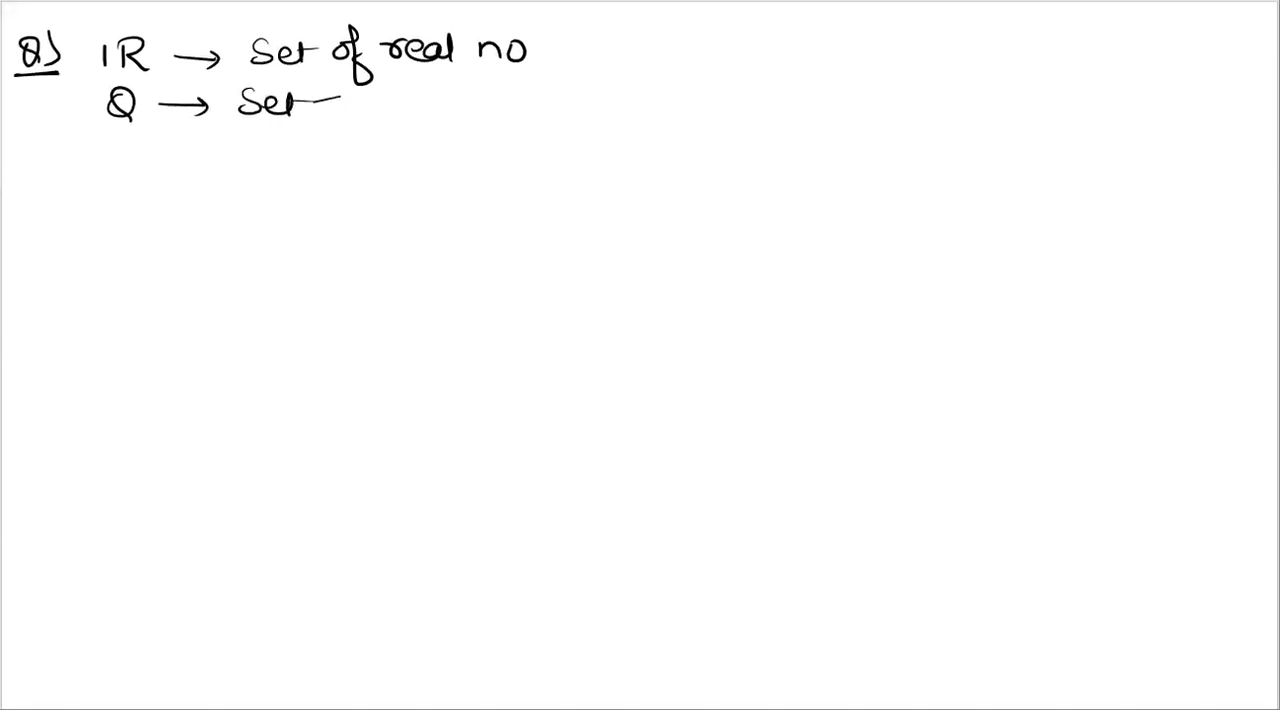 Q) IR → Set of real no
Q → Set